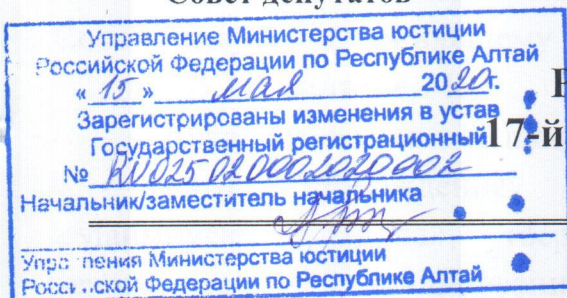 Совет депутатов
Управление Министерства юстиции
Российской Федерации по Республике Алтай
« 15 » мая 2020г.
Зарегистрированы изменения в устав
Государственный регистрационный 17-й
№ RU025020002020002
Начальник/заместитель начальника
Управления Министерства юстиции
Российской Федерации по Республике Алтай